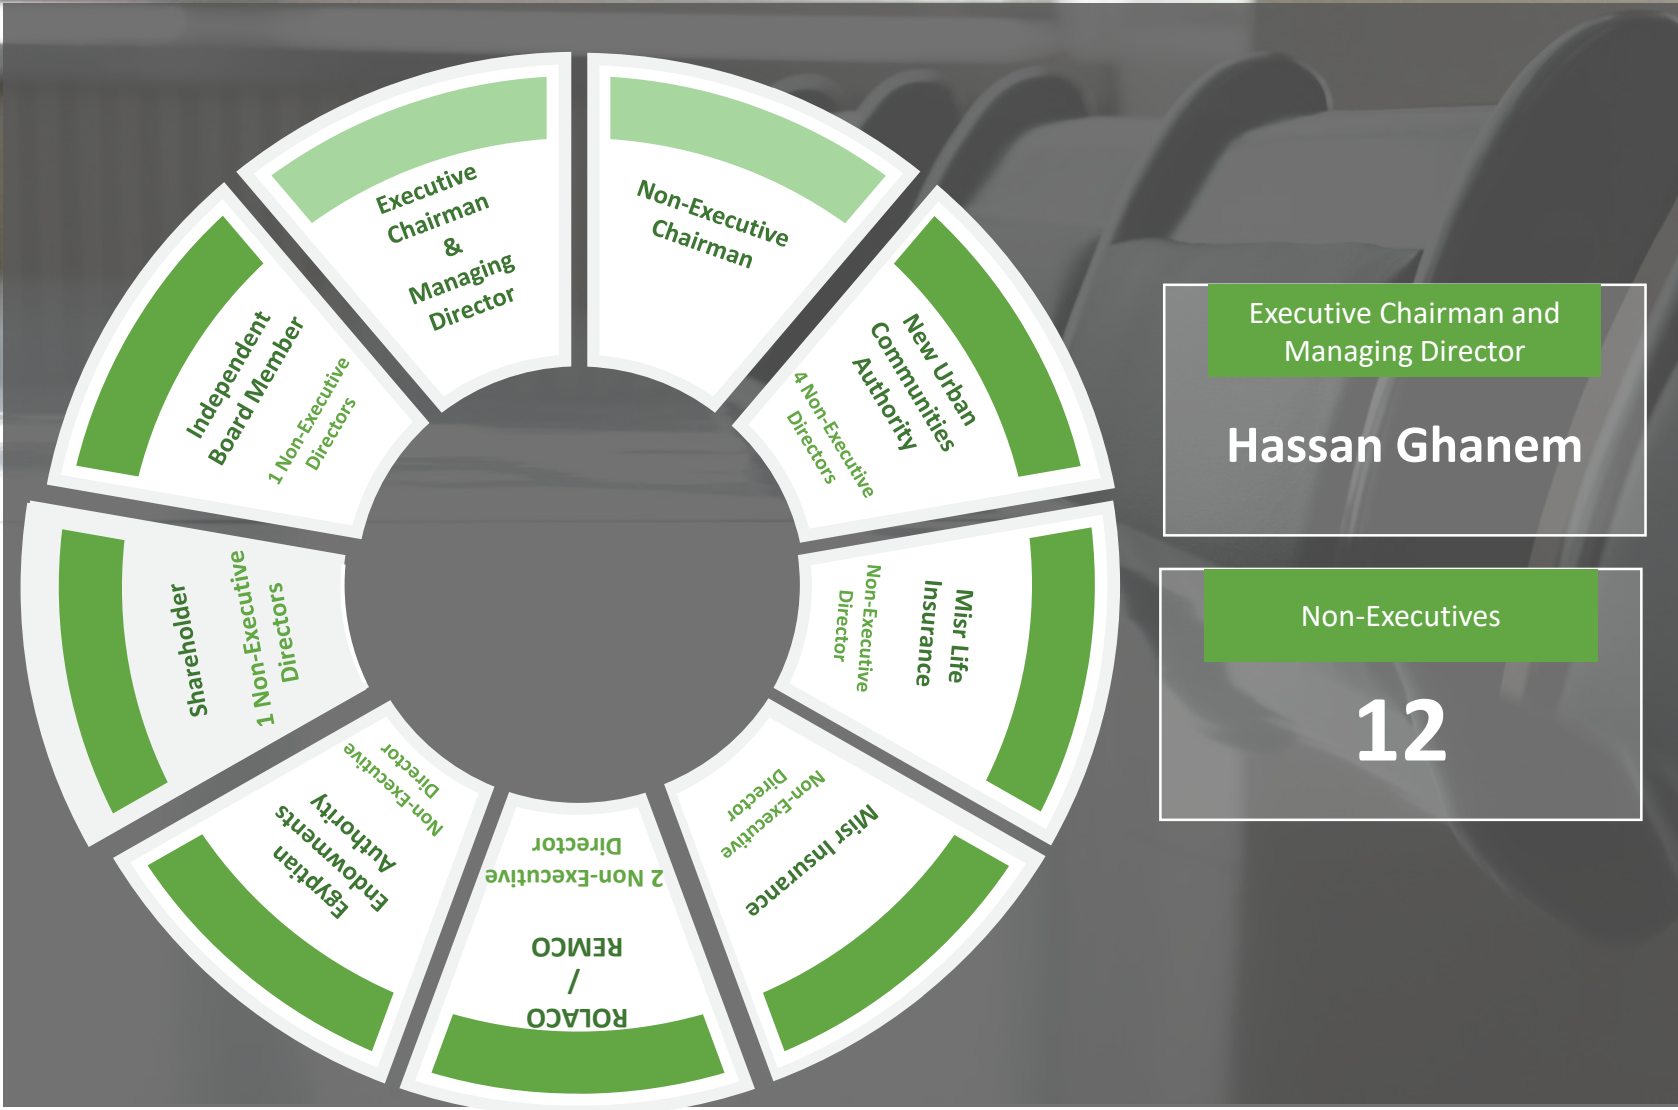 Executive
Chairman
&
Managing
Director
Non-Executive
Chairman
New Urban
Communities
Authority
4 Non-Executive
Directors
Misr Life
Insurance
Non-Executive
Director
Misr Insurance
Non-Executive
Director
ROLACO
/
REMCO
2 Non-Executive
Director
Egyptian
Endowments
Authority
Non-Executive
Director
Shareholder
1 Non-Executive
Directors
Independent
Board Member
1 Non-Executive
Directors
Executive Chairman and
Managing Director
Hassan Ghanem
Non-Executives
12